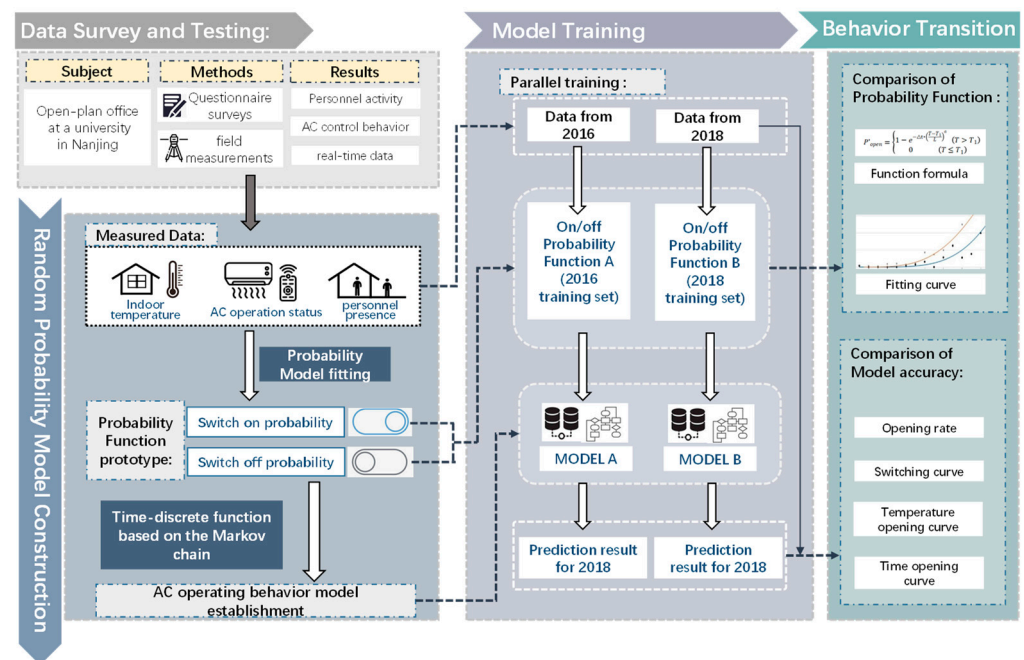 Data Survey and Testing:
Model Training
Behavior Transition
Subject
Methods
Results
Open-plan office
at a university
in Nanjing
Questionnaire
surveys
field
measurements
Personnel activity
AC control behavior
real-time data
Random Probability Model Construction
Measured Data:
Indoor
temperature
AC operation status
personnel
presence
Probability
Model fitting
Probability
Function
prototype:
Switch on probability
Switch off probability
Time-discrete function
based on the Markov
chain
AC operating behavior model
establishment
Parallel training :
Data from
2016
Data from
2018
On/off
Probability
Function A
(2016
training set)
On/off
Probability
Function B
(2018
training set)
MODEL A
MODEL B
Prediction result
for 2018
Prediction
result for 2018
Comparison of
Probability Function :
Function formula
Fitting curve
Comparison of
Model accuracy:
Opening rate
Switching curve
Temperature
opening curve
Time opening
curve